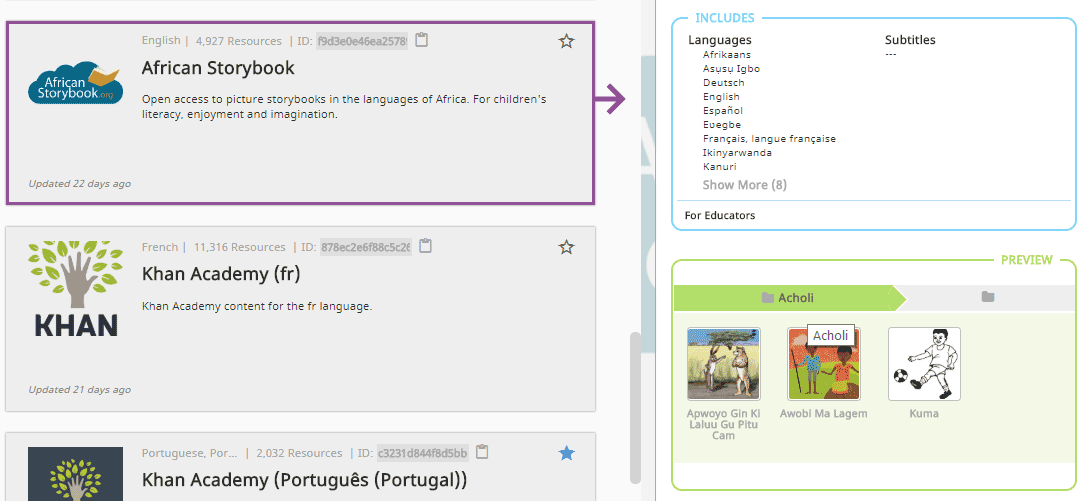 English | 4,927 Resources | ID: f9d3e0e46ea2578
African Storybook.org
African Storybook
Open access to picture storybooks in the languages of Africa. For children's
literacy, enjoyment and imagination.
Updated 22 days ago
French | 11,316 Resources | ID: 878ec2e6f88c5c26
KHAN
Khan Academy (fr)
Khan Academy content for the fr language.
Updated 21 days ago
Portuguese, Por... | 2,032 Resources | ID: c3231d844f8d5bb
Khan Academy (Português (Portugal))
INCLUDES
Languages
Afrikaans
Asụsụ Igbo
Deutsch
English
Español
Eʋegbe
Français, langue française
Ikinyarwanda
Kanuri
Show More (8)
Subtitles
---
For Educators
PREVIEW
Acholi
Acholi
Apwoyo Gin Ki
Laluu Gu Pitu
Cam
Awobi Ma Lagem
Kuma